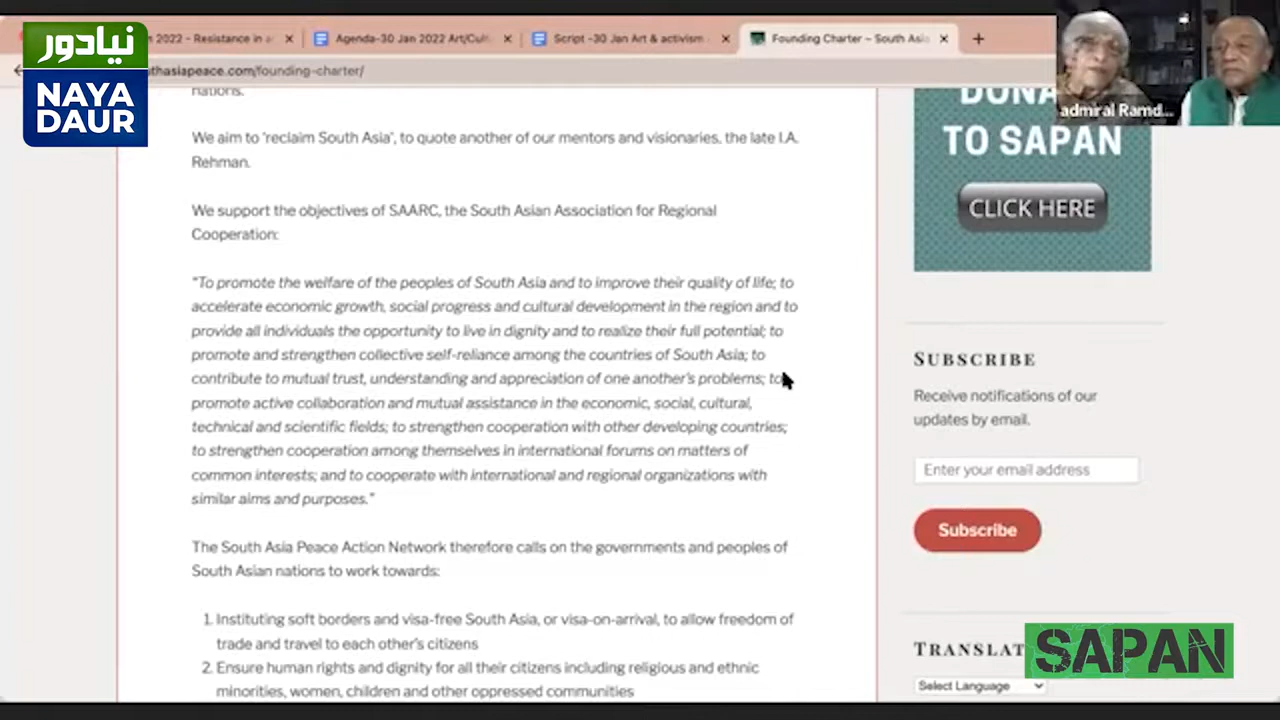 نیا دور
NAYA
DAUR
2022 - Resistance in a
Agenda-30 Jan 2022 Art/Cult
Script -30 Jan Art & activism
Founding Charter – South Asia
thasiapeace.com/founding-charter/
admiral Ramd...
nations.
We aim to 'reclaim South Asia', to quote another of our mentors and visionaries, the late I.A.
Rehman.
We support the objectives of SAARC, the South Asian Association for Regional
Cooperation:
"To promote the welfare of the peoples of South Asia and to improve their quality of life; to
accelerate economic growth, social progress and cultural development in the region and to
provide all individuals the opportunity to live in dignity and to realize their full potential; to
promote and strengthen collective self-reliance among the countries of South Asia; to
contribute to mutual trust, understanding and appreciation of one another's problems; to
promote active collaboration and mutual assistance in the economic, social, cultural,
technical and scientific fields; to strengthen cooperation with other developing countries;
to strengthen cooperation among themselves in international forums on matters of
common interests; and to cooperate with international and regional organizations with
similar aims and purposes."
The South Asia Peace Action Network therefore calls on the governments and peoples of
South Asian nations to work towards:
1. Instituting soft borders and visa-free South Asia, or visa-on-arrival, to allow freedom of
trade and travel to each other's citizens
2. Ensure human rights and dignity for all their citizens including religious and ethnic
minorities, women, children and other oppressed communities
TO SAPAN
CLICK HERE
SUBSCRIBE
Receive notifications of our
updates by email.
Enter your email address
Subscribe
TRANSLAT
Select Language
SAPAN